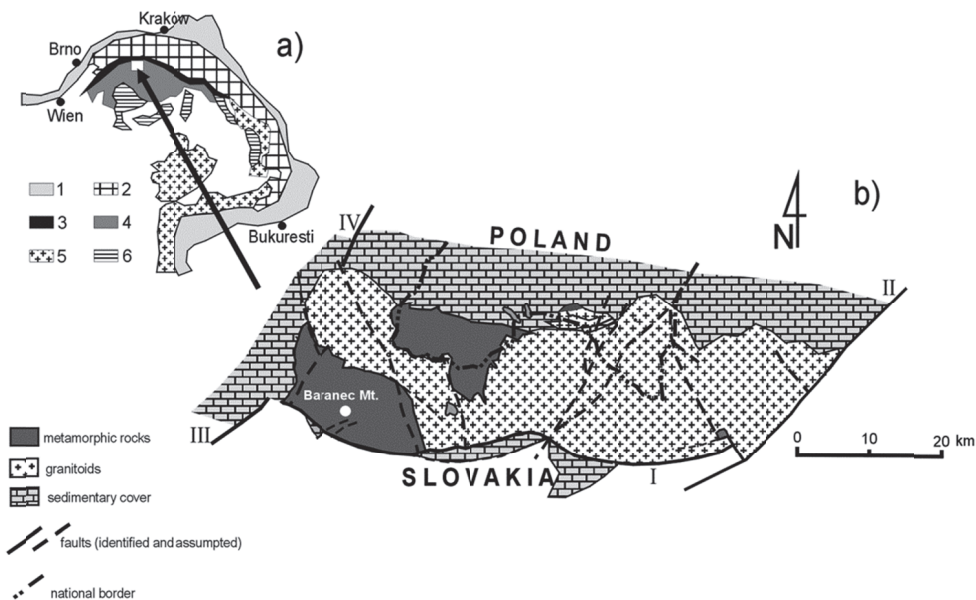 Kraków
a)
Brno
Wien
1 2
3 4
5 6
Bukuresti
b)
N
IV
POLAND
II
Baranec Mt.
III
SLOVAKIA
I
0 10 20 km
metamorphic rocks
granitoids
sedimentary cover
faults (identified and assumpted)
national border